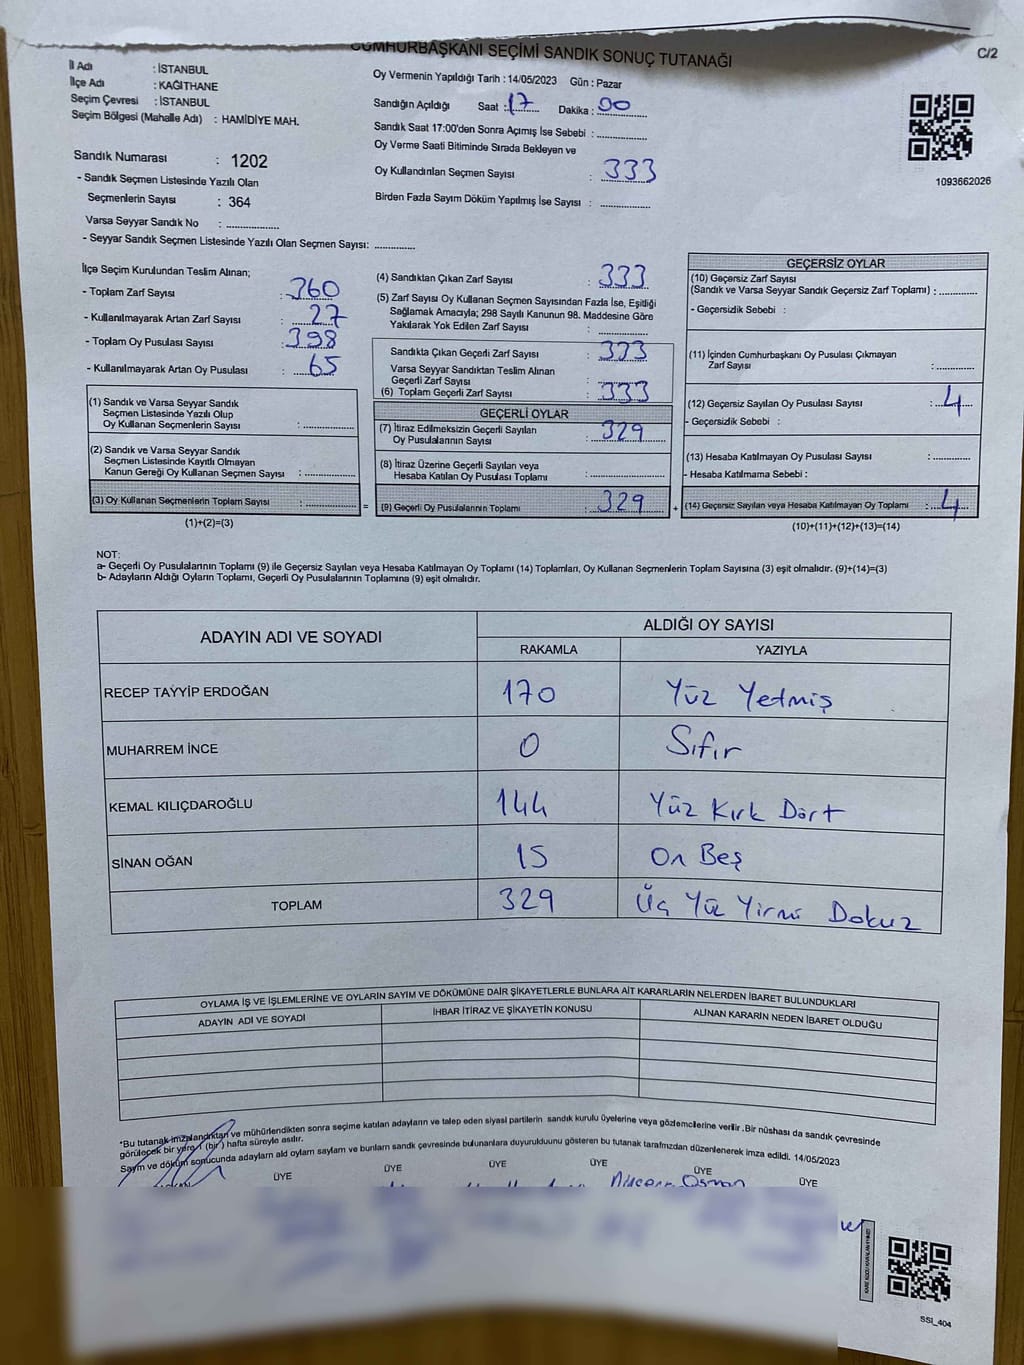 CUMHURBAŞKANI SEÇİMİ SANDIK SONUÇ TUTANAĞI
C/2
İl Adı : İSTANBUL
İlçe Adı : KAĞITHANE
Seçim Çevresi : İSTANBUL
Seçim Bölgesi (Mahalle Adı) : HAMİDİYE MAH.
Sandık Numarası : 1202
- Sandık Seçmen Listesinde Yazılı Olan
Seçmenlerin Sayısı : 364
Varsa Seyyar Sandık No : ................
- Seyyar Sandık Seçmen Listesinde Yazılı Olan Seçmen Sayısı: ............
Oy Vermenin Yapıldığı Tarih : 14/05/2023 Gün : Pazar
Sandığın Açıldığı Saat : 17 Dakika : 00
Sandık Saat 17:00'den Sonra Açımış İse Sebebi : ................
Oy Verme Saati Bitiminde Sırada Bekleyen ve
Oy Kullandırılan Seçmen Sayısı : 333
Birden Fazla Sayım Döküm Yapılmış İse Sayısı : ................
1093662026
İlçe Seçim Kurulundan Teslim Alınan;
- Toplam Zarf Sayısı : 360
- Kullanılmayarak Artan Zarf Sayısı : 27
- Toplam Oy Pusulası Sayısı : 398
- Kullanılmayarak Artan Oy Pusulası : 65
(1) Sandık ve Varsa Seyyar Sandık
Seçmen Listesinde Yazılı Olup
Oy Kullanan Seçmenlerin Sayısı : ................
(2) Sandık ve Varsa Seyyar Sandık
Seçmen Listesinde Kayıtlı Olmayan
Kanun Gereği Oy Kullanan Seçmen Sayısı : ................
(3) Oy Kullanan Seçmenlerin Toplam Sayısı : ................
(1)+(2)=(3)
=
(4) Sandıktan Çıkan Zarf Sayısı : 333
(5) Zarf Sayısı Oy Kullanan Seçmen Sayısından Fazla İse, Eşitliği
Sağlamak Amacıyla; 298 Sayılı Kanunun 98. Maddesine Göre
Yakılarak Yok Edilen Zarf Sayısı : ................
Sandıkta Çıkan Geçerli Zarf Sayısı : 333
Varsa Seyyar Sandıktan Teslim Alınan
Geçerli Zarf Sayısı : ................
(6) Toplam Geçerli Zarf Sayısı : 333
GEÇERLİ OYLAR
(7) İtiraz Edilmeksizin Geçerli Sayılan
Oy Pusulalarının Sayısı : 329
(8) İtiraz Üzerine Geçerli Sayılan veya
Hesaba Katılan Oy Pusulası Toplamı : ................
(9) Geçerli Oy Pusulalarının Toplamı : 329
+
GEÇERSİZ OYLAR
(10) Geçersiz Zarf Sayısı
(Sandık ve Varsa Seyyar Sandık Geçersiz Zarf Toplamı) : ............
- Geçersizlik Sebebi :
(11) İçinden Cumhurbaşkanı Oy Pusulası Çıkmayan
Zarf Sayısı : ............
(12) Geçersiz Sayılan Oy Pusulası Sayısı : 4
- Geçersizlik Sebebi :
(13) Hesaba Katılmayan Oy Pusulası Sayısı : ............
- Hesaba Katılmama Sebebi :
(14) Geçersiz Sayılan veya Hesaba Katılmayan Oy Toplamı : 4
(10)+(11)+(12)+(13)=(14)
NOT:
a- Geçerli Oy Pusulalarının Toplamı (9) ile Geçersiz Sayılan veya Hesaba Katılmayan Oy Toplamı (14) Toplamları, Oy Kullanan Seçmenlerin Toplam Sayısına (3) eşit olmalıdır. (9)+(14)=(3)
b- Adayların Aldığı Oyların Toplamı, Geçerli Oy Pusulalarının Toplamına (9) eşit olmalıdır.
ADAYIN ADI VE SOYADI ALDIĞI OY SAYISI
RAKAMLA YAZIYLA
RECEP TAYYİP ERDOĞAN 170 Yüz Yetmiş
MUHARREM İNCE 0 Sıfır
KEMAL KILIÇDAROĞLU 144 Yüz Kırk Dört
SİNAN OĞAN 15 On Beş
TOPLAM 329 Üç Yüz Yirmi Dokuz
OYLAMA İŞ VE İŞLEMLERİNE VE OYLARIN SAYIM VE DÖKÜMÜNE DAİR ŞİKAYETLERLE BUNLARA AİT KARARLARIN NELERDEN İBARET BULUNDUKLARI
ADAYIN ADI VE SOYADI İHBAR İTİRAZ VE ŞİKAYETİN KONUSU ALINAN KARARIN NEDEN İBARET OLDUĞU
*Bu tutanak imzalandıktan ve mühürlendikten sonra seçime katılan adayların ve talep eden siyasi partilerin sandık kurulu üyelerine veya gözlemcilerine verilir .Bir nüshası da sandık çevresinde
görülecek bir yere 1 (bir) hafta süreyle asılır.
Sayım ve döküm sonucunda adayların ald oyların sayları ve bunların sandk çevresinde bulunanlara duyurulduunu gösteren bu tutanak tarafmzdan düzenlenerek imza edildi. 14/05/2023
ÜYE ÜYE ÜYE ÜYE ÜYE ÜYE
Osman
SSI_404